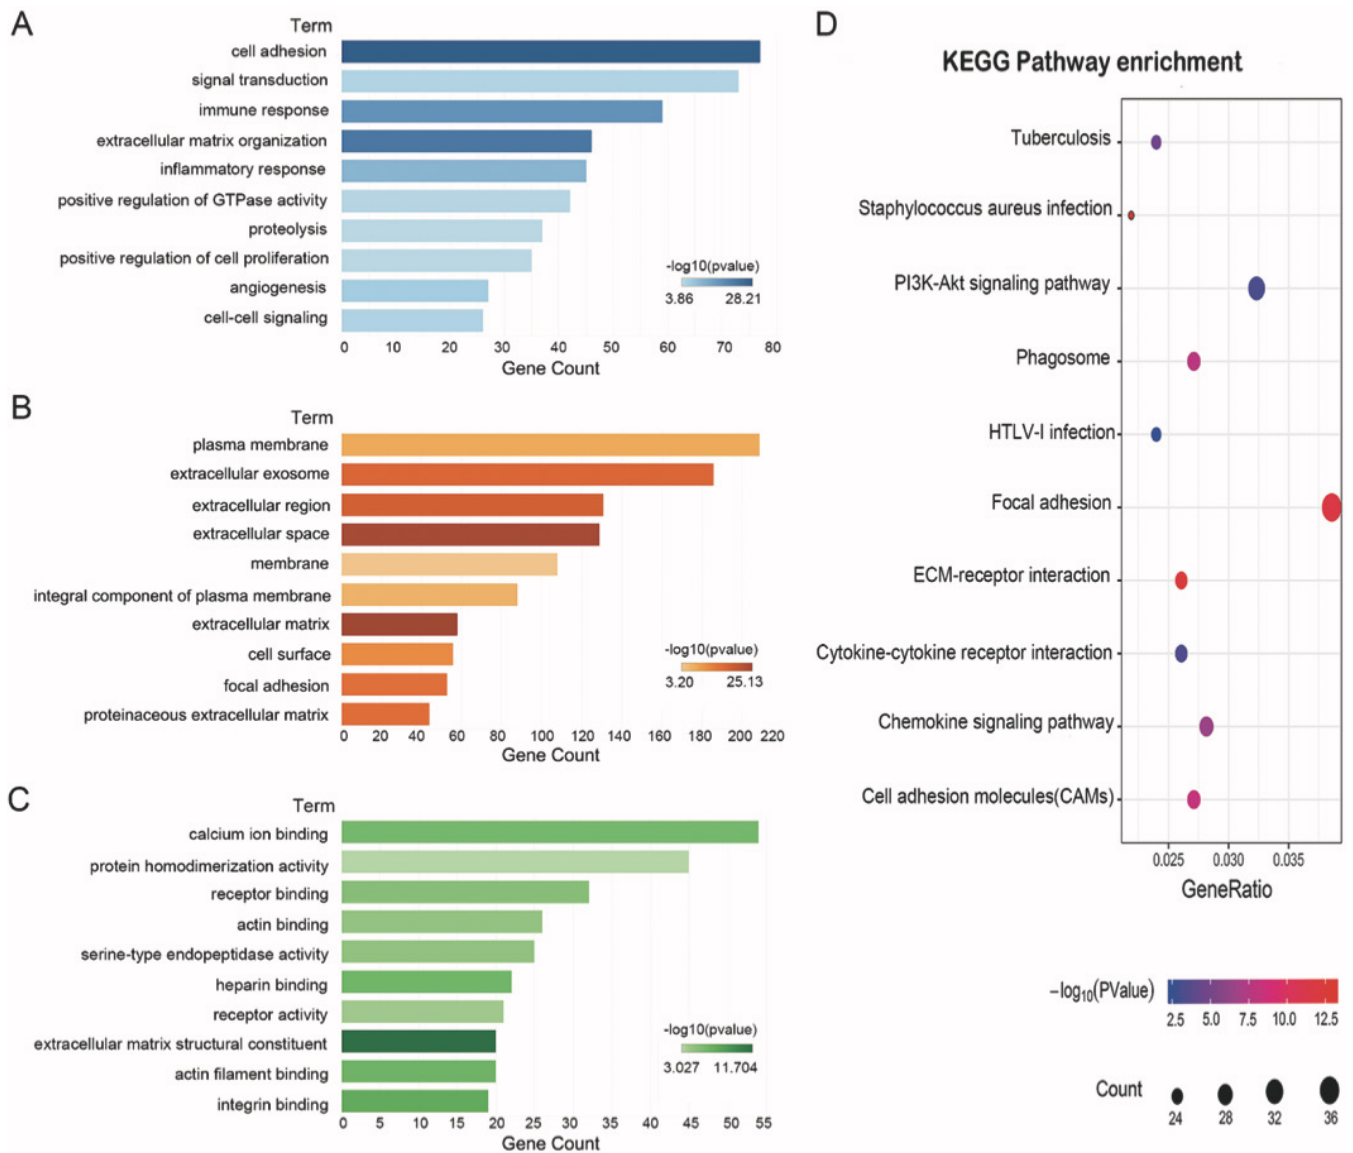 A
Term
cell adhesion
signal transduction
immune response
extracellular matrix organization
inflammatory response
positive regulation of GTPase activity
proteolysis
positive regulation of cell proliferation
angiogenesis
cell-cell signaling
-log10(pvalue)
3.86 28.21
0 10 20 30 40 50 60 70 80
Gene Count
B
Term
plasma membrane
extracellular exosome
extracellular region
extracellular space
membrane
integral component of plasma membrane
extracellular matrix
cell surface
focal adhesion
proteinaceous extracellular matrix
-log10(pvalue)
3.20 25.13
0 20 40 60 80 100 120 140 160 180 200 220
Gene Count
C
Term
calcium ion binding
protein homodimerization activity
receptor binding
actin binding
serine-type endopeptidase activity
heparin binding
receptor activity
extracellular matrix structural constituent
actin filament binding
integrin binding
-log10(pvalue)
3.027 11.704
0 5 10 15 20 25 30 35 40 45 50 55
Gene Count
D
KEGG Pathway enrichment
Tuberculosis
Staphylococcus aureus infection
PI3K-Akt signaling pathway
Phagosome
HTLV-I infection
Focal adhesion
ECM-receptor interaction
Cytokine-cytokine receptor interaction
Chemokine signaling pathway
Cell adhesion molecules(CAMs)
0.025 0.030 0.035
GeneRatio
−log₁₀(PValue)
2.5 5.0 7.5 10.0 12.5
Count
24 28 32 36